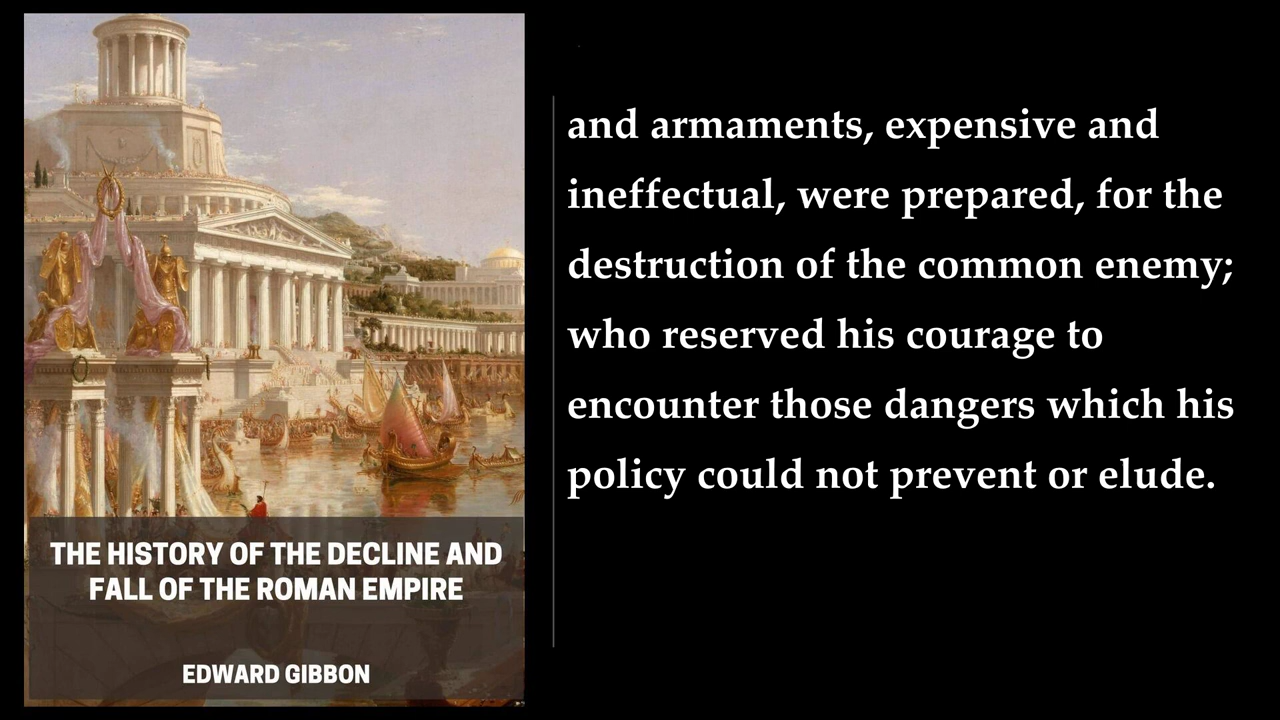 and armaments, expensive and
ineffectual, were prepared, for the
destruction of the common enemy;
who reserved his courage to
encounter those dangers which his
policy could not prevent or elude.
THE HISTORY OF THE DECLINE AND
FALL OF THE ROMAN EMPIRE
EDWARD GIBBON